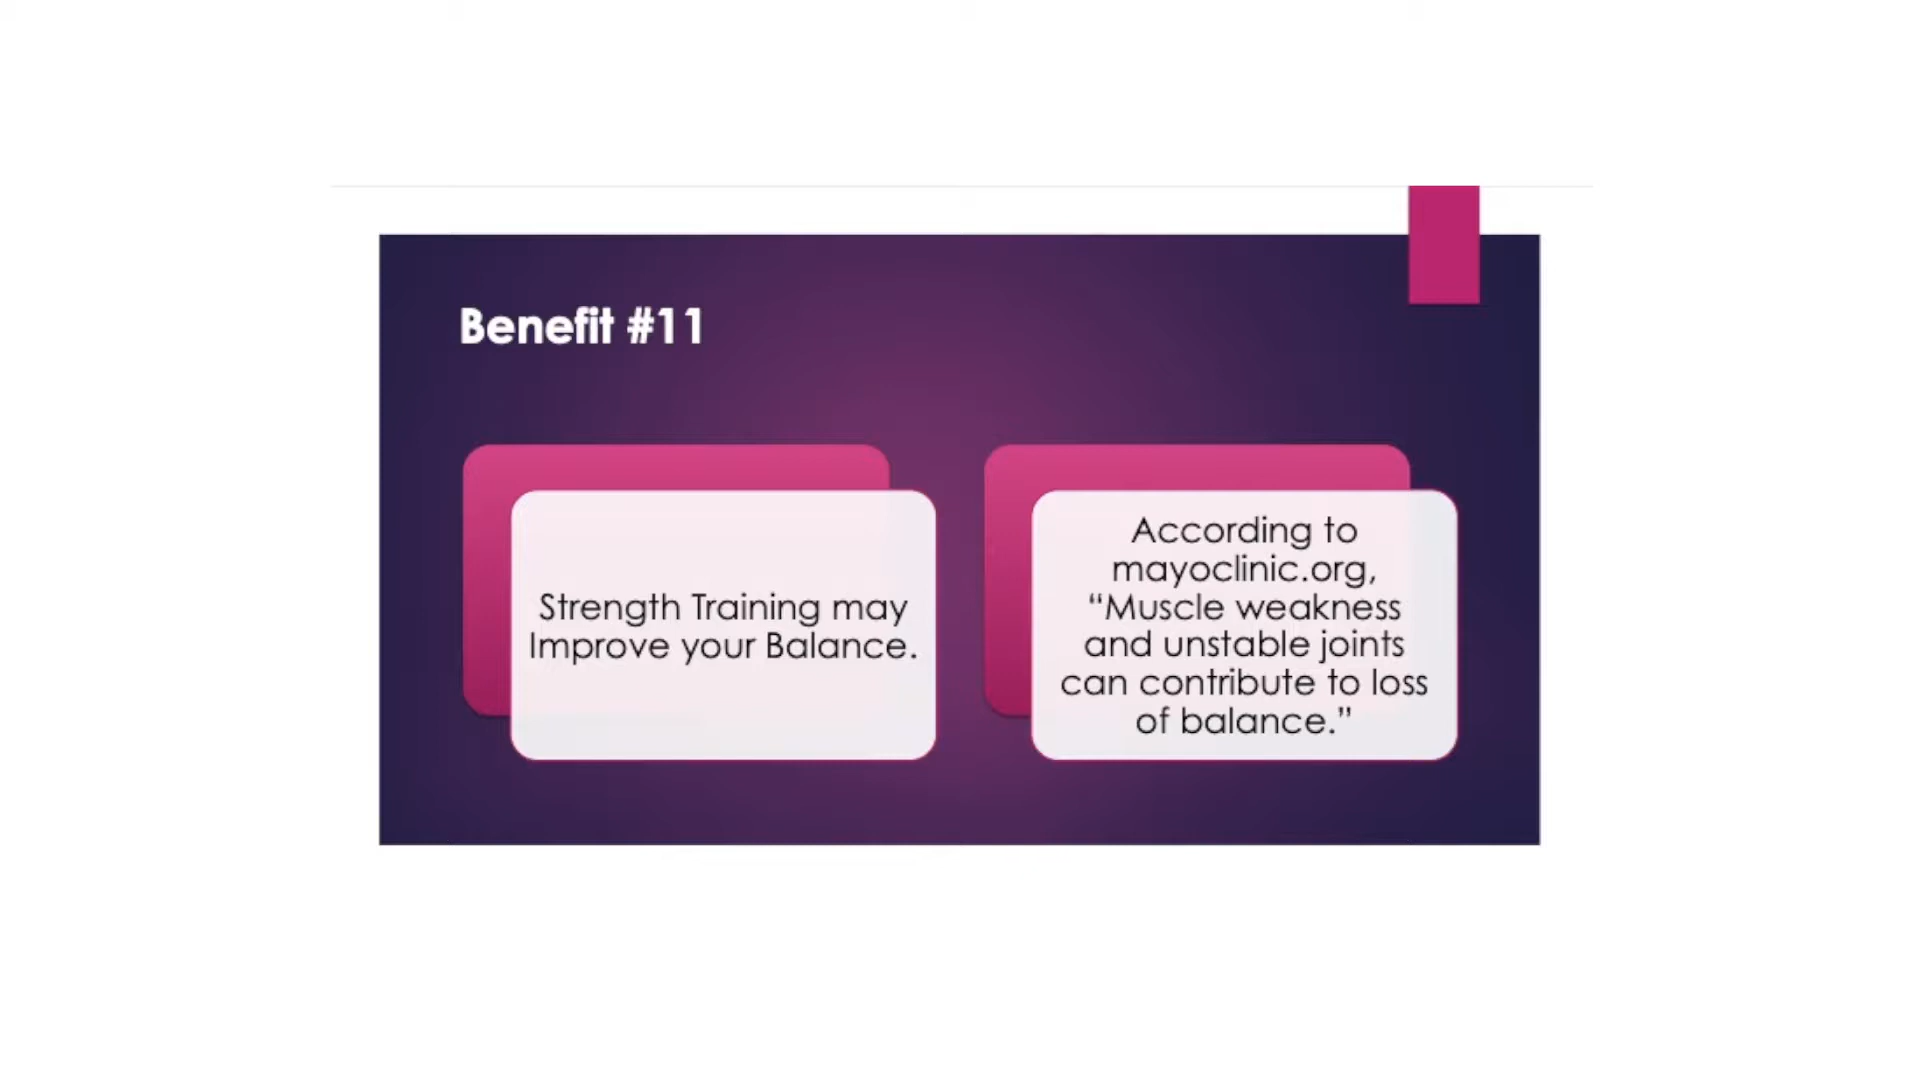 Benefit #11
Strength Training may
Improve your Balance.
According to
mayoclinic.org,
“Muscle weakness
and unstable joints
can contribute to loss
of balance.”